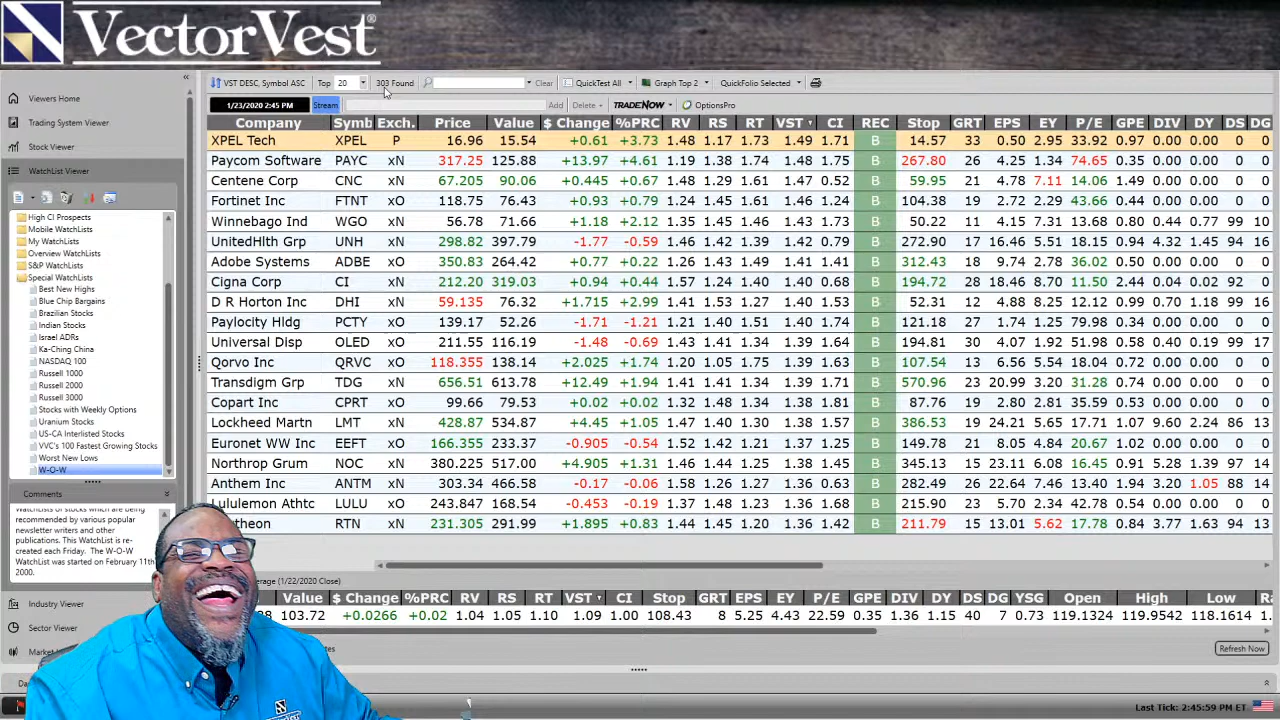 VectorVest®
VST DESC, Symbol ASC Top 20 303 Found Clear QuickTest All Graph Top 2 QuickFolio Selected
Viewers Home
Trading System Viewer
Stock Viewer
WatchList Viewer
High CI Prospects
Mobile WatchLists
My WatchLists
Overview WatchLists
S&P WatchLists
Special WatchLists
Best New Highs
Blue Chip Bargains
Brazilian Stocks
Indian Stocks
Israel ADRs
Ka-Ching China
NASDAQ 100
Russell 1000
Russell 2000
Russell 3000
Stocks with Weekly Options
Uranium Stocks
US-CA Interlisted Stocks
VVC's 100 Fastest Growing Stocks
Worst New Lows
W-O-W
Comments
WatchLists of stocks which are being
recommended by various popular
newsletter writers and other
publications. This WatchList is re-
created each Friday. The W-O-W
WatchList was started on February 11th
2000.
Industry Viewer
Sector Viewer
1/23/2020 2:45 PM Stream Add Delete TRADENOW OptionsPro
Company Symb Exch. Price Value $ Change %PRC RV RS RT VST CI REC Stop GRT EPS EY P/E GPE DIV DY DS DG
XPEL Tech XPEL P 16.96 15.54 +0.61 +3.73 1.48 1.17 1.73 1.49 1.71 B 14.57 33 0.50 2.95 33.92 0.97 0.00 0.00 0 0
Paycom Software PAYC xN 317.25 125.88 +13.97 +4.61 1.19 1.38 1.74 1.48 1.75 B 267.80 26 4.25 1.34 74.65 0.35 0.00 0.00 0 0
Centene Corp CNC xN 67.205 90.06 +0.445 +0.67 1.48 1.29 1.61 1.47 0.52 B 59.95 21 4.78 7.11 14.06 1.49 0.00 0.00 0 0
Fortinet Inc FTNT xO 118.75 76.43 +0.93 +0.79 1.24 1.45 1.61 1.46 1.24 B 104.38 19 2.72 2.29 43.66 0.44 0.00 0.00 0 0
Winnebago Ind WGO xN 56.78 71.66 +1.18 +2.12 1.35 1.45 1.46 1.43 1.73 B 50.22 11 4.15 7.31 13.68 0.80 0.44 0.77 99 10
UnitedHlth Grp UNH xN 298.82 397.79 -1.77 -0.59 1.46 1.42 1.39 1.42 0.79 B 272.90 17 16.46 5.51 18.15 0.94 4.32 1.45 94 16
Adobe Systems ADBE xO 350.83 264.42 +0.77 +0.22 1.26 1.43 1.49 1.41 1.41 B 312.43 18 9.74 2.78 36.02 0.50 0.00 0.00 0 0
Cigna Corp CI xN 212.20 319.03 +0.94 +0.44 1.54 1.24 1.41 1.40 0.68 B 194.72 28 18.46 8.70 11.50 2.44 0.04 0.02 92 0
D R Horton Inc DHI xN 59.135 76.32 +1.715 +2.99 1.41 1.53 1.27 1.40 1.53 B 52.31 12 4.88 8.25 12.12 0.99 0.70 1.18 99 16
Paylocity Hldg PCTY xO 139.17 52.26 -1.71 -1.21 1.21 1.40 1.51 1.40 1.74 B 121.18 27 1.74 1.25 79.98 0.34 0.00 0.00 0 0
Universal Disp OLED xO 211.55 116.19 -1.48 -0.69 1.43 1.29 1.41 1.39 1.64 B 194.81 30 4.07 1.92 51.98 0.58 0.40 0.19 99 17
Qorvo Inc QRVC xO 118.355 138.14 +2.025 +1.74 1.20 1.05 1.71 1.39 1.63 B 107.54 13 6.56 5.54 18.04 0.72 0.00 0.00 0 0
Transdigm Grp TDG xN 656.51 613.78 +12.49 +1.94 1.41 1.41 1.34 1.39 1.41 B 570.96 23 20.99 3.20 31.28 0.74 0.00 0.00 0 0
Copart Inc CPRT xO 99.66 79.53 +0.02 +0.02 1.32 1.48 1.34 1.38 1.81 B 87.76 21 2.80 2.81 35.59 0.53 0.00 0.00 0 0
Lockheed Martn LMT xN 428.87 534.87 +4.45 +1.05 1.47 1.37 1.30 1.38 1.57 B 386.53 19 24.21 5.65 17.71 1.07 9.60 2.24 86 13
Euronet WW Inc EEFT xO 166.355 233.37 -0.905 -0.54 1.52 1.42 1.21 1.37 1.25 B 149.78 21 8.05 4.84 20.67 1.02 0.00 0.00 0 0
Northrop Grum NOC xN 380.225 517.00 +4.905 +1.31 1.46 1.44 1.25 1.38 1.45 B 345.13 15 23.11 6.08 16.45 0.91 5.28 1.39 97 14
Anthem Inc ANTM xN 303.34 466.58 -0.17 -0.06 1.58 1.26 1.27 1.36 0.63 B 282.49 26 22.64 7.46 13.40 1.94 3.20 1.05 88 14
Lululemon Athtc LULU xO 243.847 168.54 -0.453 -0.19 1.37 1.38 1.33 1.36 1.68 B 215.90 23 5.70 2.34 42.78 0.54 0.00 0.00 0 0
theon RTN xN 231.305 291.99 +1.895 +0.83 1.44 1.45 1.20 1.36 1.42 B 211.79 15 13.01 5.62 17.78 0.84 3.77 1.63 94 13
erage (1/22/2020 Close)
Value $ Change %PRC RV RS RT VST CI Stop GRT EPS EY P/E GPE DIV DY DS DG YSG Open High Low
103.72 +0.0266 +0.02 1.04 1.05 1.10 1.09 1.00 108.43 8 5.25 4.43 22.59 0.35 1.36 1.15 40 7 0.73 119.1324 119.9542 118.1614
Refresh Now
Last Tick: 2:45:59 PM ET